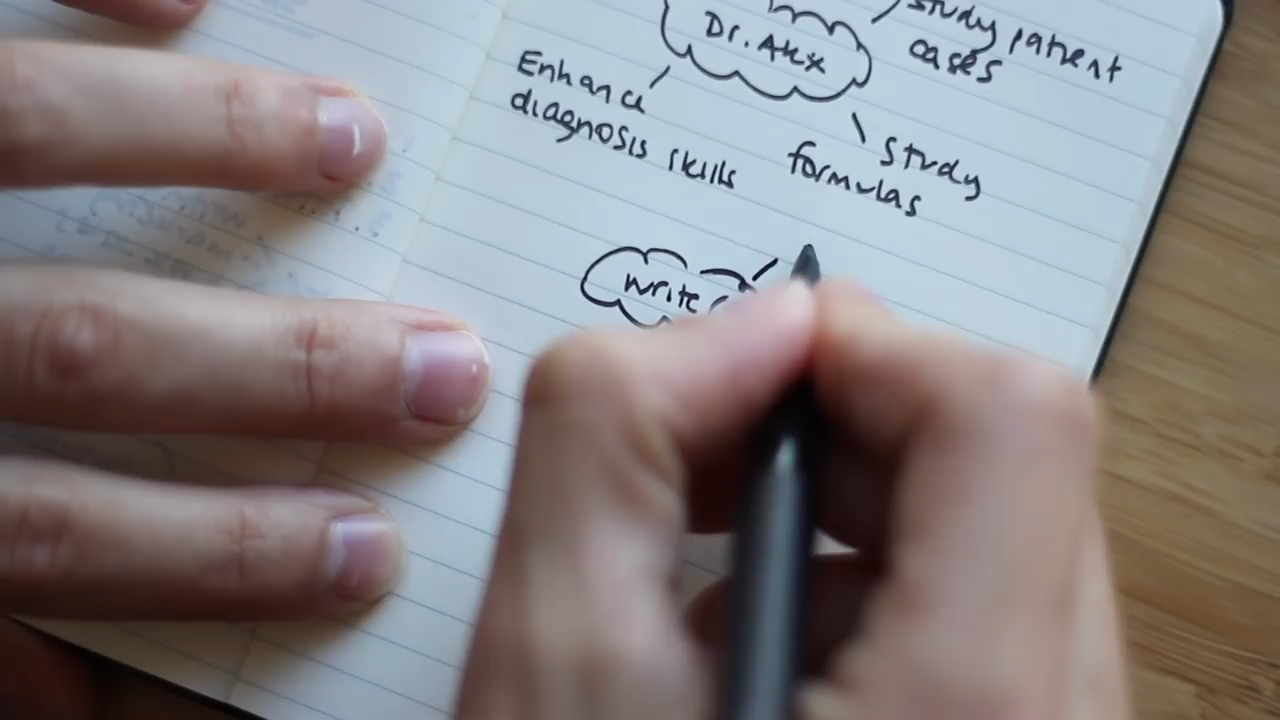 Dr. Alex
study patient
cases
Enhance
diagnosis skills
study
formulas
write